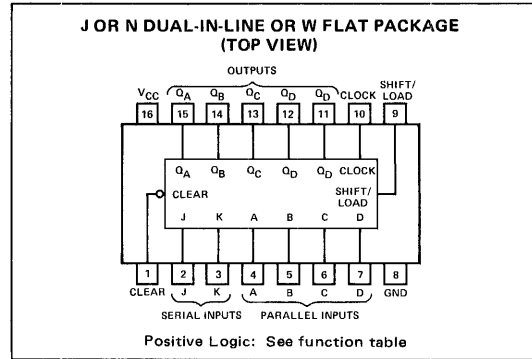 J OR N DUAL-IN-LINE OR W FLAT PACKAGE
(TOP VIEW)
OUTPUTS
VCC QA QB QC QD QD CLOCK SHIFT/
LOAD
16 15 14 13 12 11 10 9
QA QB QC QD QD CLOCK
CLEAR SHIFT/
LOAD
J K A B C D
1 2 3 4 5 6 7 8
CLEAR J K A B C D GND
SERIAL INPUTS PARALLEL INPUTS
Positive Logic: See function table